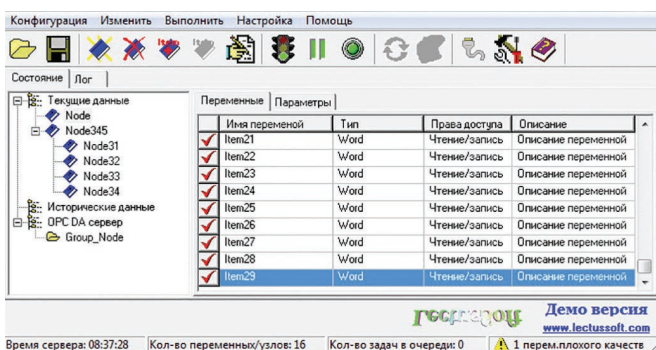 Конфигурация Изменить Выполнить Настройка Помощь
Состояние Лог
Текущие данные
Node
Node345
Node31
Node32
Node33
Node34
Исторические данные
OPC DA сервер
Group_Node
Переменные Параметры
Имя переменой Тип Права доступа Описание
Item21 Word Чтение/запись Описание переменной
Item22 Word Чтение/запись Описание переменной
Item23 Word Чтение/запись Описание переменной
Item24 Word Чтение/запись Описание переменной
Item25 Word Чтение/запись Описание переменной
Item26 Word Чтение/запись Описание переменной
Item27 Word Чтение/запись Описание переменной
Item28 Word Чтение/запись Описание переменной
Item29 Word Чтение/запись Описание переменной
LectusSoft Демо версия
www.lectussoft.com
Время сервера: 08:37:28 Кол-во переменных/узлов: 16 Кол-во задач в очереди: 0 1 перем.плохого качеств